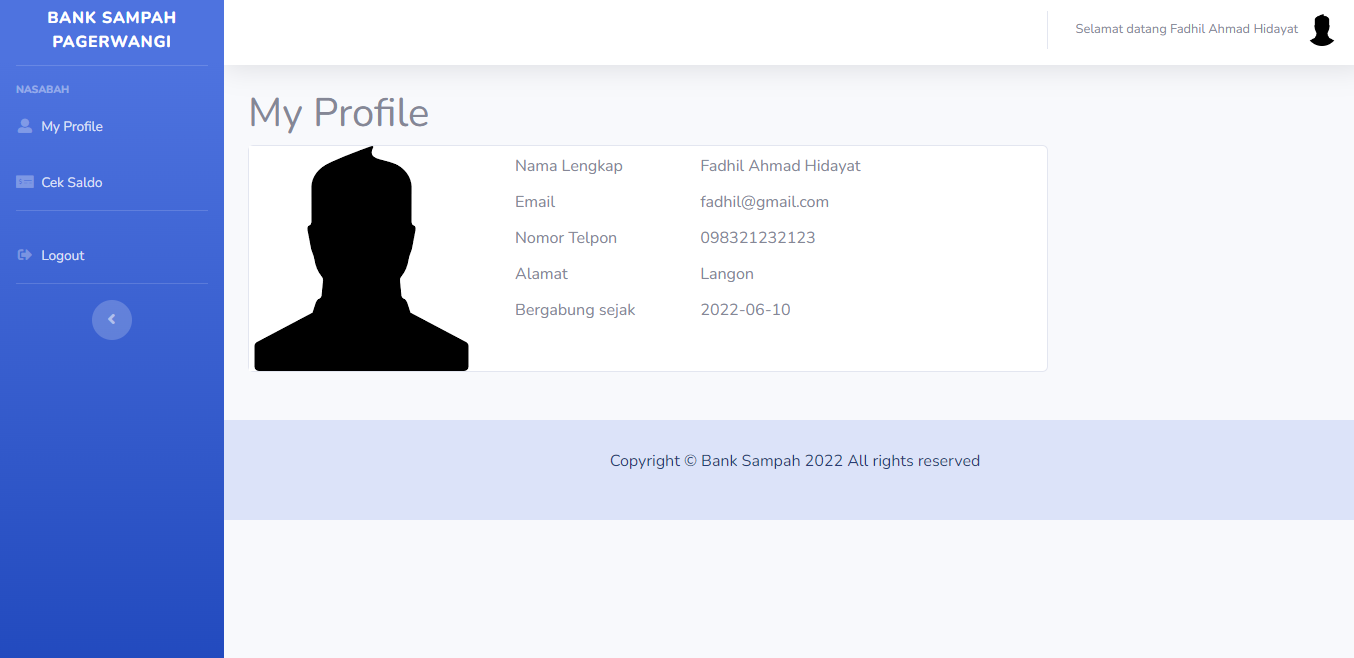 BANK SAMPAH
PAGERWANGI
NASABAH
My Profile
Cek Saldo
Logout
Selamat datang Fadhil Ahmad Hidayat
My Profile
Nama Lengkap Fadhil Ahmad Hidayat
Email fadhil@gmail.com
Nomor Telpon 098321232123
Alamat Langon
Bergabung sejak 2022-06-10
Copyright © Bank Sampah 2022 All rights reserved